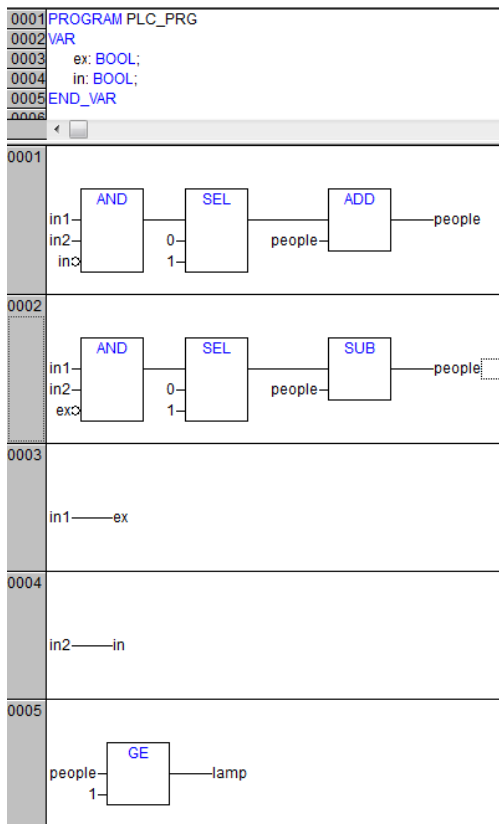 0001 PROGRAM PLC_PRG
0002 VAR
0003 ex: BOOL;
0004 in: BOOL;
0005 END_VAR
0006
0001
AND SEL ADD
in1 people
in2 0 people
in 1
0002
AND SEL SUB
in1 people
in2 0 people
ex 1
0003
in1 ex
0004
in2 in
0005
GE
people lamp
1